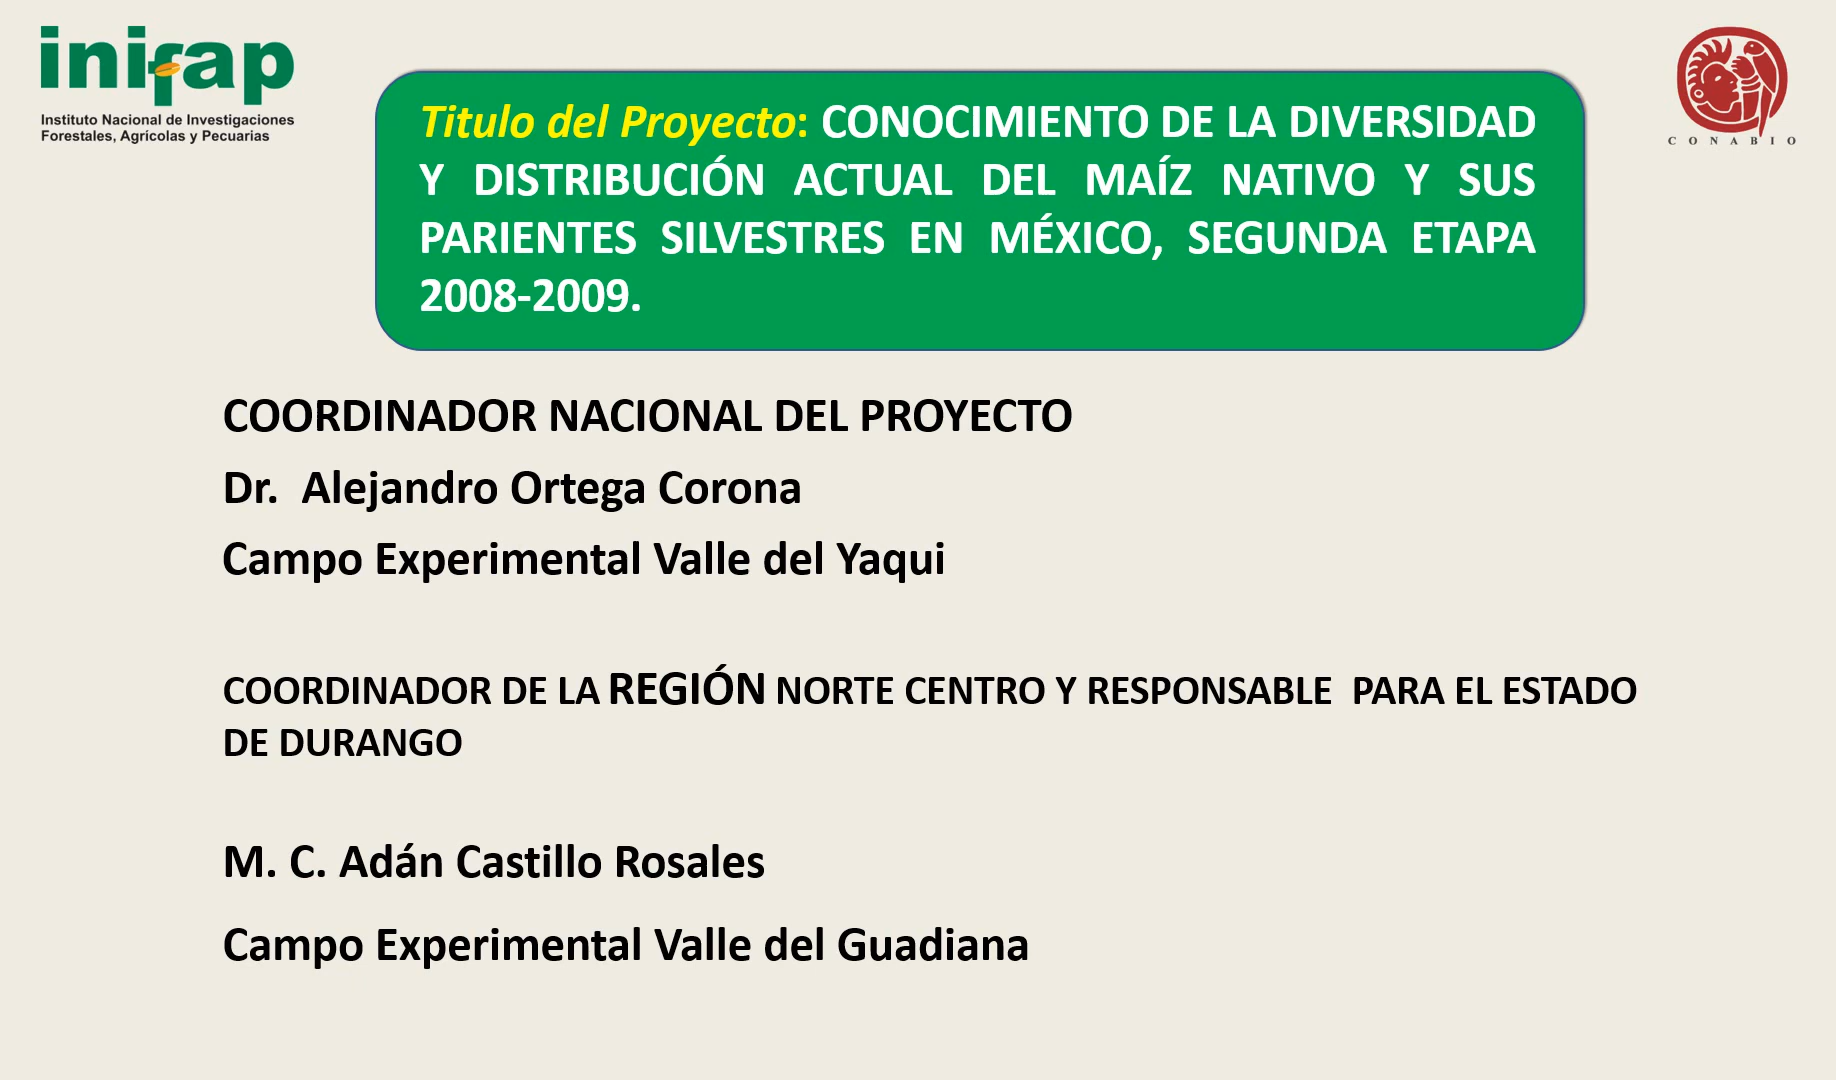 inifap
Instituto Nacional de Investigaciones
Forestales, Agrícolas y Pecuarias
Titulo del Proyecto: CONOCIMIENTO DE LA DIVERSIDAD
Y DISTRIBUCIÓN ACTUAL DEL MAÍZ NATIVO Y SUS
PARIENTES SILVESTRES EN MÉXICO, SEGUNDA ETAPA
2008-2009.
CONABIO
COORDINADOR NACIONAL DEL PROYECTO
Dr. Alejandro Ortega Corona
Campo Experimental Valle del Yaqui
COORDINADOR DE LA REGIÓN NORTE CENTRO Y RESPONSABLE PARA EL ESTADO
DE DURANGO
M. C. Adán Castillo Rosales
Campo Experimental Valle del Guadiana